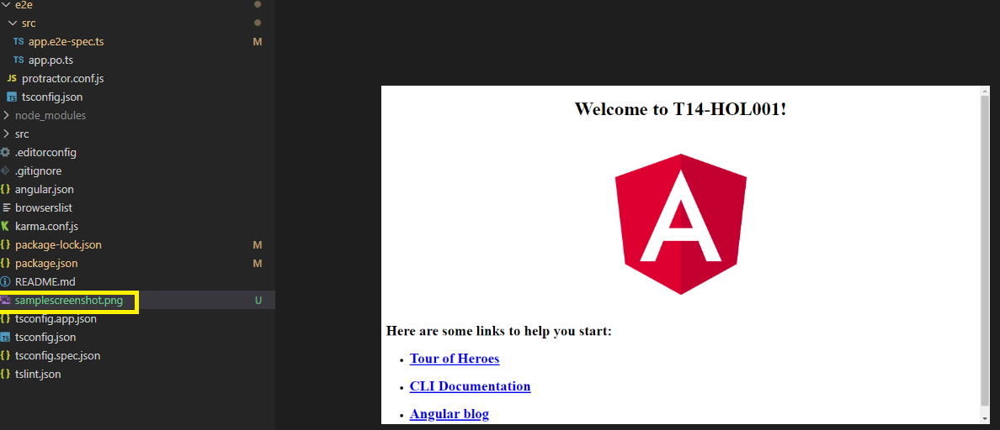 e2e
src
TS app.e2e-spec.ts M
TS app.po.ts
JS protractor.conf.js
TS tsconfig.json
node_modules
src
.editorconfig
.gitignore
{} angular.json
browserslist
karma.conf.js
{} package-lock.json M
{} package.json M
README.md
samplescreenshot.png U
{} tsconfig.app.json
TS tsconfig.json
{} tsconfig.spec.json
{} tslint.json
Welcome to T14-HOL001!
A
Here are some links to help you start:
• Tour of Heroes
• CLI Documentation
• Angular blog